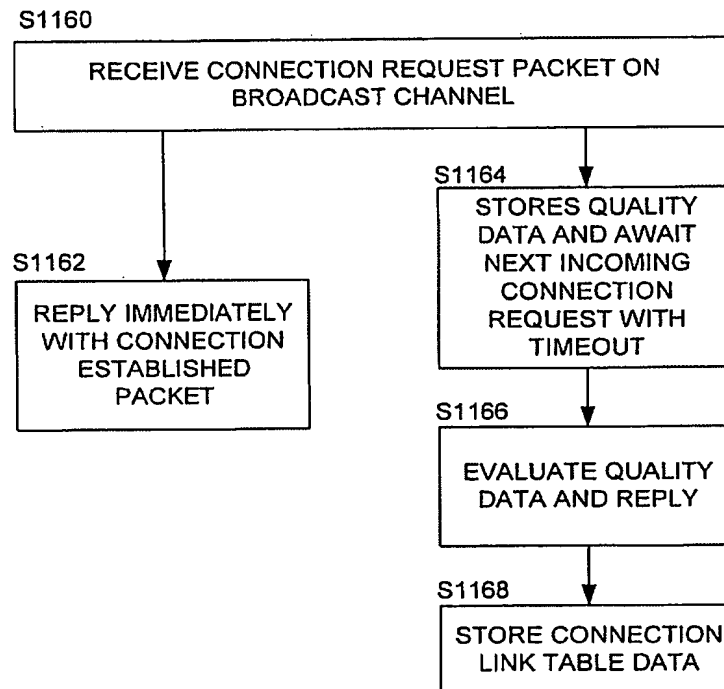 S1160
RECEIVE CONNECTION REQUEST PACKET ON
BROADCAST CHANNEL
S1162
REPLY IMMEDIATELY
WITH CONNECTION
ESTABLISHED
PACKET
S1164
STORES QUALITY
DATA AND AWAIT
NEXT INCOMING
CONNECTION
REQUEST WITH
TIMEOUT
S1166
EVALUATE QUALITY
DATA AND REPLY
S1168
STORE CONNECTION
LINK TABLE DATA